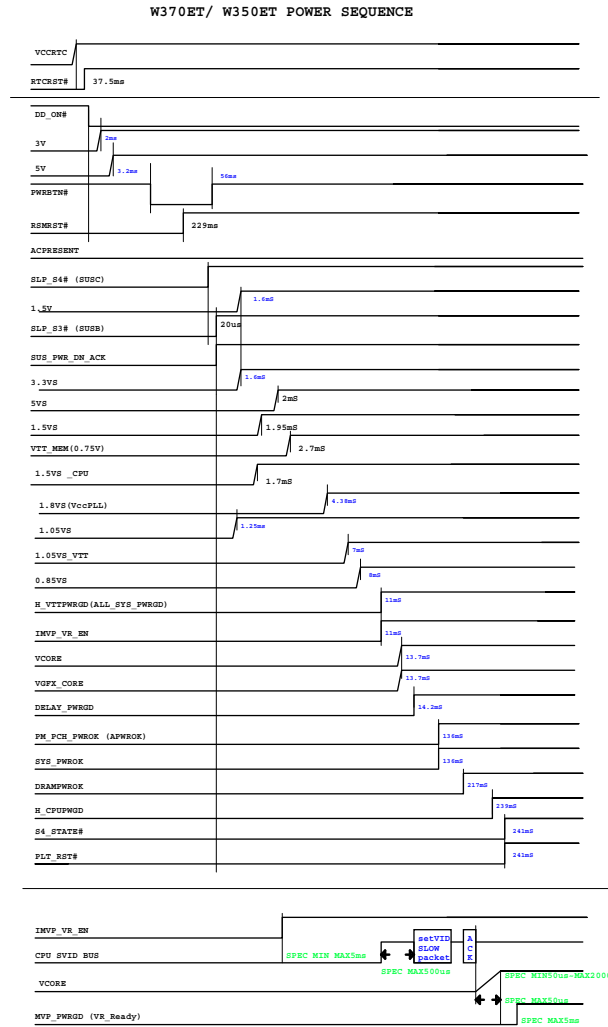 W370ET/ W350ET POWER SEQUENCE
VCCRTC
RTCRST# 37.5ms
DD_ON#
3V 2ms
5V 3.2ms 56ms
PWRBTN#
RSMRST# 229ms
ACPRESENT
SLP_S4# (SUSC)
1.5V 1.6mS
SLP_S3# (SUSB) 20us
SUS_PWR_DN_ACK
3.3VS 1.6mS
5VS 2mS
1.5VS 1.95mS
VTT_MEM(0.75V) 2.7mS
1.5VS _CPU 1.7mS
1.8VS(VccPLL) 4.38mS
1.05VS 1.25ms
1.05VS_VTT 7mS
0.85VS 8mS
H_VTTPWRGD(ALL_SYS_PWRGD) 11mS
IMVP_VR_EN 11mS
VCORE 13.7mS
VGFX_CORE 13.7mS
DELAY_PWRGD 14.2mS
PM_PCH_PWROK (APWROK) 136mS
SYS_PWROK 136mS
DRAMPWROK 217mS
H_CPUPWGD 239mS
S4_STATE# 241mS
PLT_RST# 241mS
IMVP_VR_EN
CPU SVID BUS SPEC MIN MAX5ms setVID SLOW packet ACK
SPEC MAX500us
VCORE SPEC MIN50us-MAX2000
SPEC MAX50us
MVP_PWRGD (VR_Ready) SPEC MAX5ms